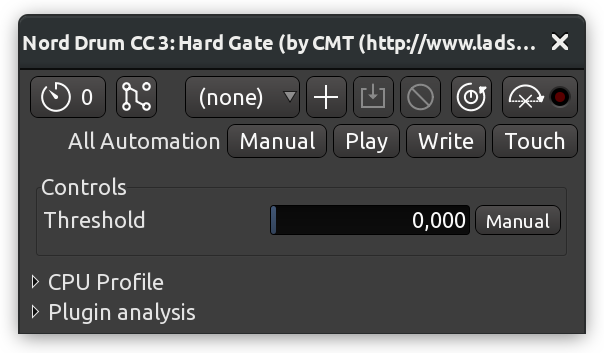 Nord Drum CC 3: Hard Gate (by CMT (http://www.lads...
0 (none)
All Automation Manual Play Write Touch
Controls
Threshold 0,000 Manual
CPU Profile
Plugin analysis